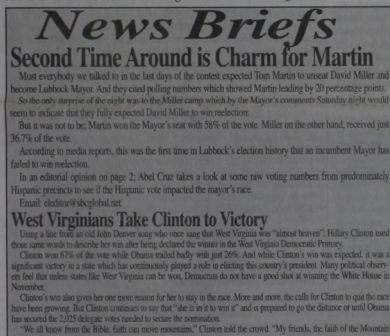 News Briefs
Second Time Around is Charm for Martin
Most everybody we talked to in the last days of the contest expected Tom Martin to unseat David Miller and
become Lubbock Mayor. And they cited polling numbers which showed Martin leading by 20 percentage points.
So the only surprise of the night was to the Miller camp which by the Mayor's comments Saturday night would
seem to indicate that they fully expected David Miller to win reelection.
But it was not to be; Martin won the Mayor's seat with 58% of the vote. Miller on the other hand, received just
36.7% of the vote.
According to media reports, this was the first time in Lubbock's election history that an incumbent Mayor has
failed to win reelection.
In an editorial opinion on page 2; Abel Cruz takes a look at some raw voting numbers from predominately
Hispanic precincts to see if the Hispanic vote impacted the mayor's race.
Email: eleditor@sbcglobal.net
West Virginians Take Clinton to Victory
Using a line from an old John Denver song who once sang that West Virginia was "almost heaven"; Hillary Clinton used
those same words to describe her win after being declared the winner in the West Virginia Democratic Primary.
Clinton won 67% of the vote while Obama trailed badly with just 26%. And while Clinton's win was expected, it was a
significant victory in a state which has continuously played a role in electing this country's president. Many political observ-
ers feel that unless states like West Virginia can be won, Democrats do not have a good shot at winning the White House in
November.
Clinton's win also gives her one more reason for her to stay in the race. More and more, the calls for Clinton to quit the race
have been growing. But Clinton continues to say that "she is in it to win" and is prepared to go the distance or until Obama
has secured the 2,025 delegate votes needed to secure the nomination.
"We all know from the Bible, faith can move mountains," Clinton told the crowd. "My friends, the faith of the Mountain